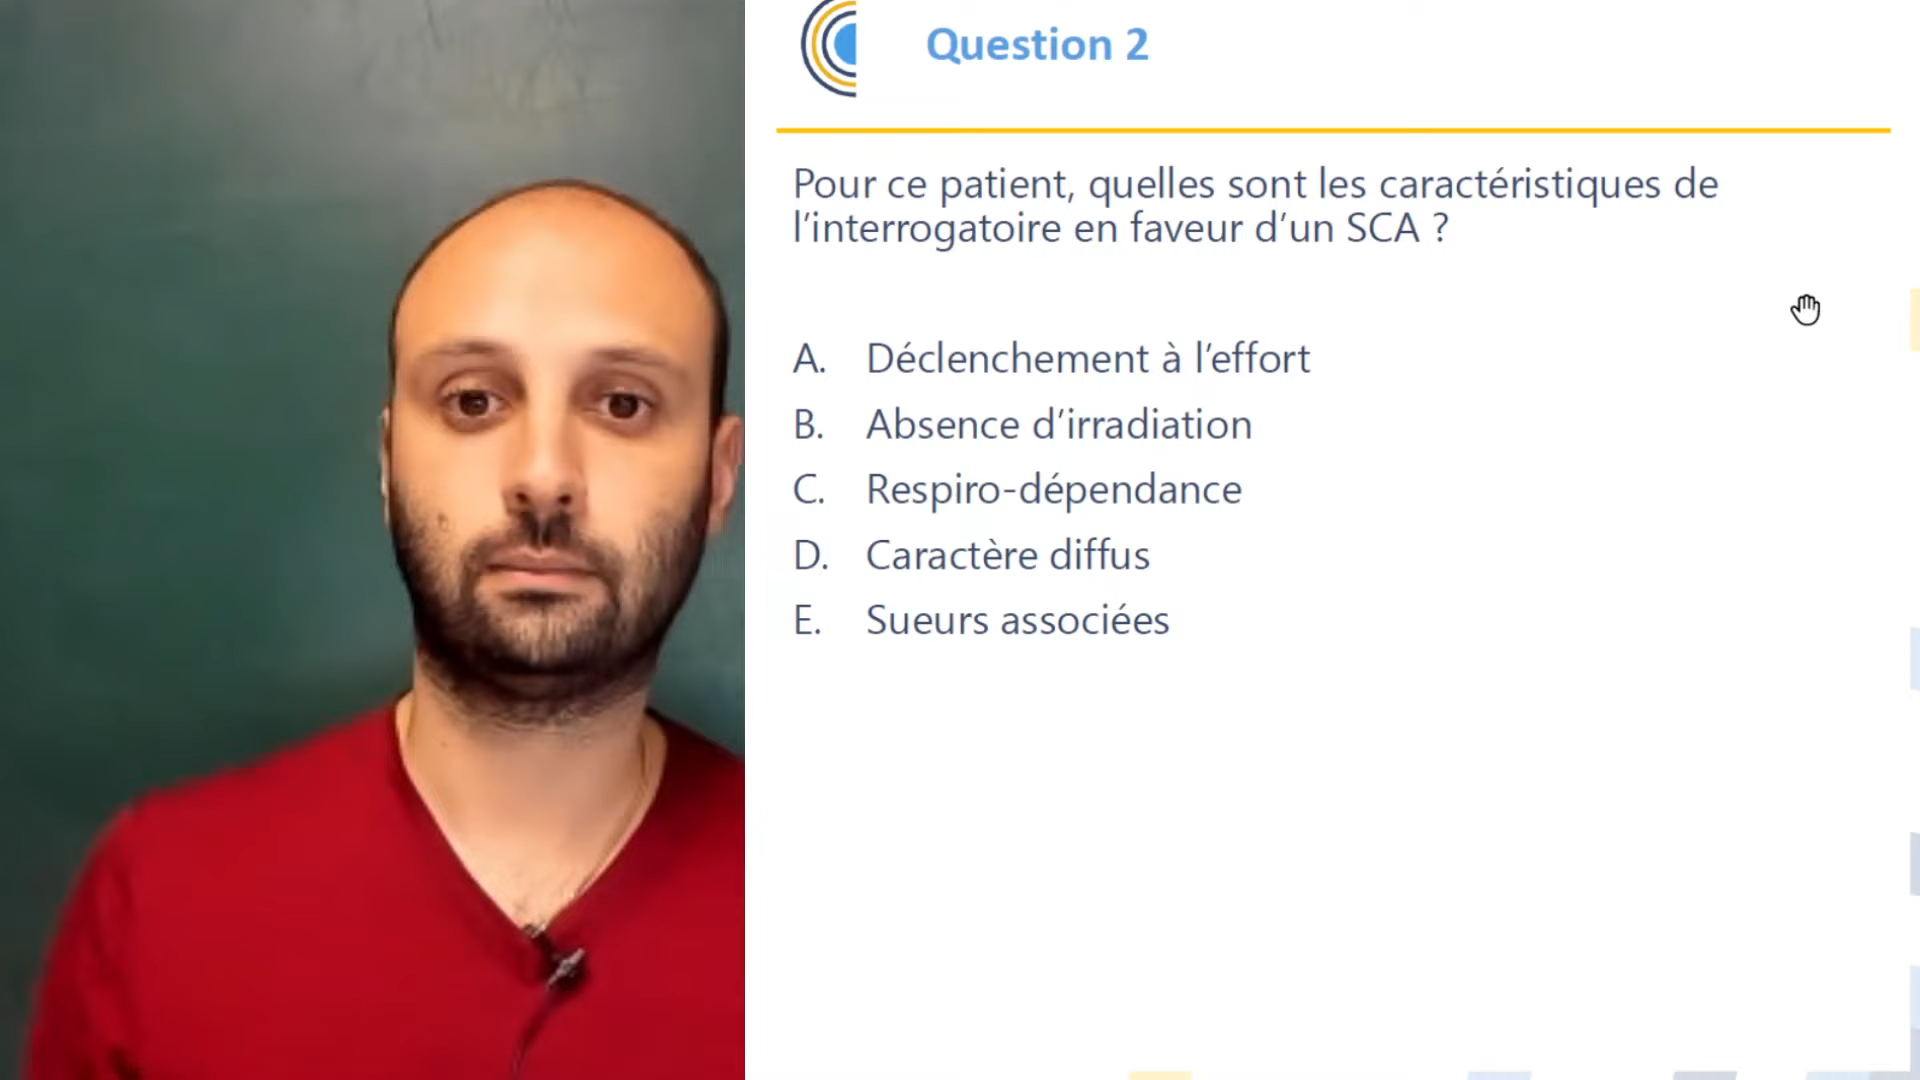 Question 2
Pour ce patient, quelles sont les caractéristiques de
l’interrogatoire en faveur d’un SCA ?
A. Déclenchement à l’effort
B. Absence d’irradiation
C. Respiro-dépendance
D. Caractère diffus
E. Sueurs associées